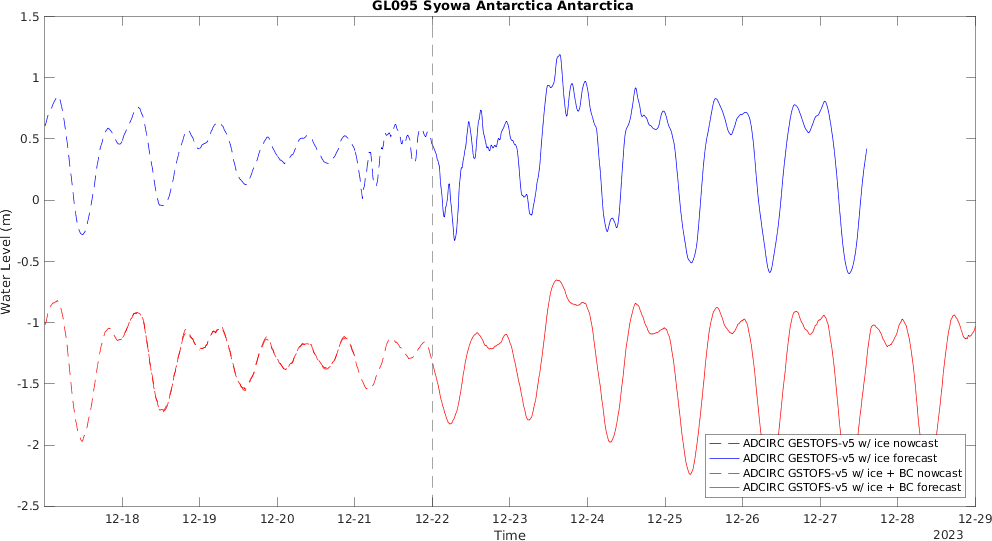 GL095 Syowa Antarctica Antarctica
1.5
1
0.5
0
-0.5
-1
-1.5
-2
-2.5
Water Level (m)
ADCIRC GESTOFS-v5 w/ ice nowcast
ADCIRC GESTOFS-v5 w/ ice forecast
ADCIRC GSTOFS-v5 w/ ice + BC nowcast
ADCIRC GSTOFS-v5 w/ ice + BC forecast
12-18 12-19 12-20 12-21 12-22 12-23 12-24 12-25 12-26 12-27 12-28 12-29
Time
2023